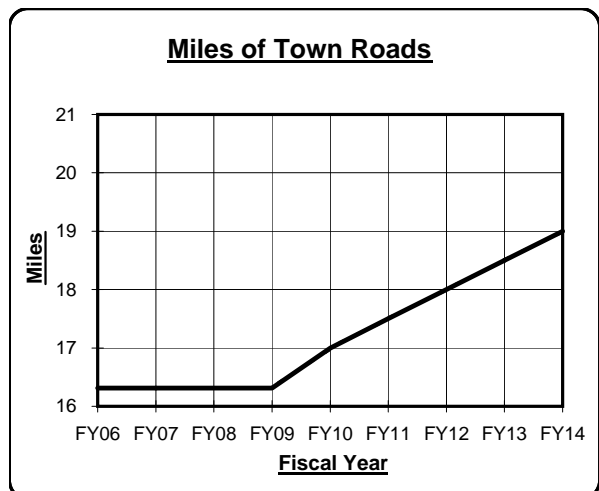 Miles of Town Roads
21
20
19
18
17
16
Miles
FY06 FY07 FY08 FY09 FY10 FY11 FY12 FY13 FY14
Fiscal Year